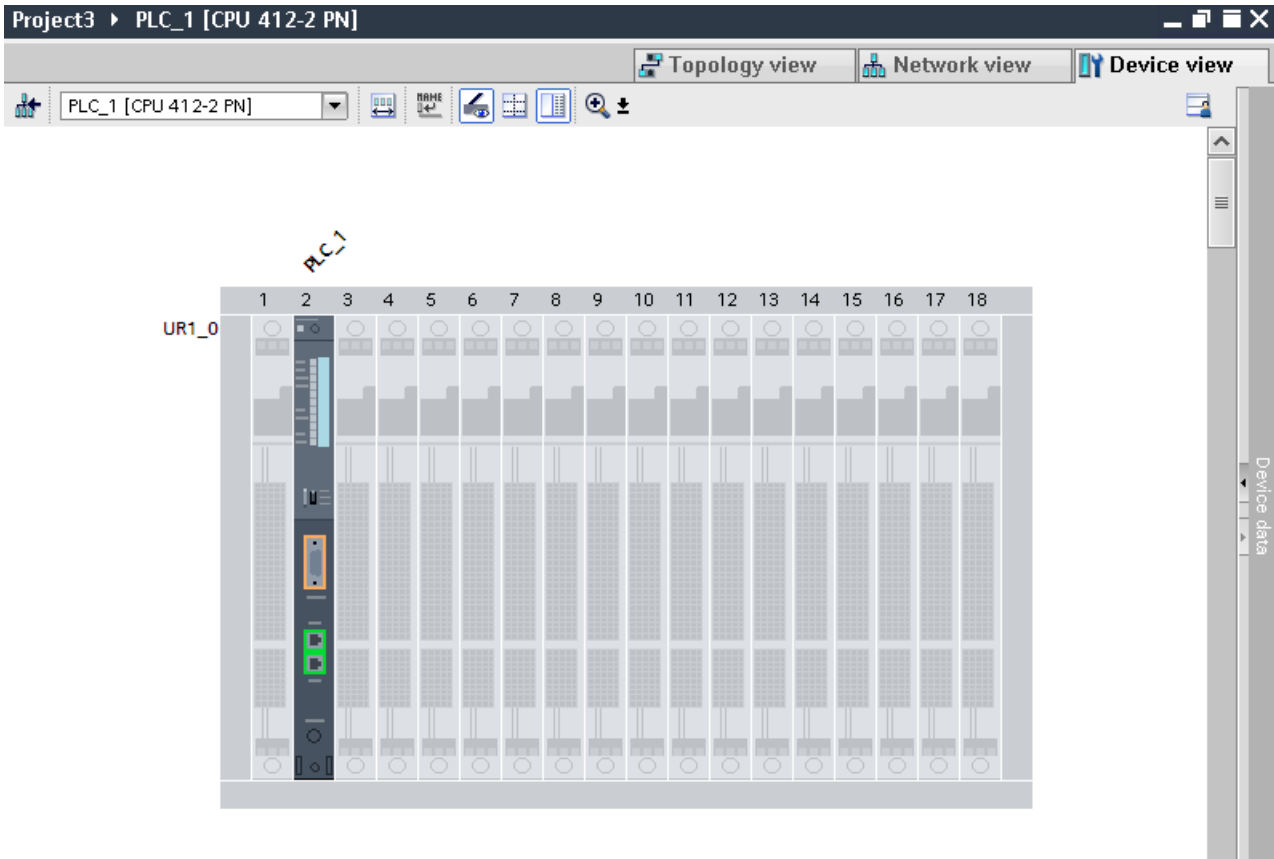 Project3 ▸ PLC_1 [CPU 412-2 PN]
Topology view
Network view
Device view
PLC_1 [CPU 412-2 PN]
NAME
PLC_1
1 2 3 4 5 6 7 8 9 10 11 12 13 14 15 16 17 18
UR1_0
Device data